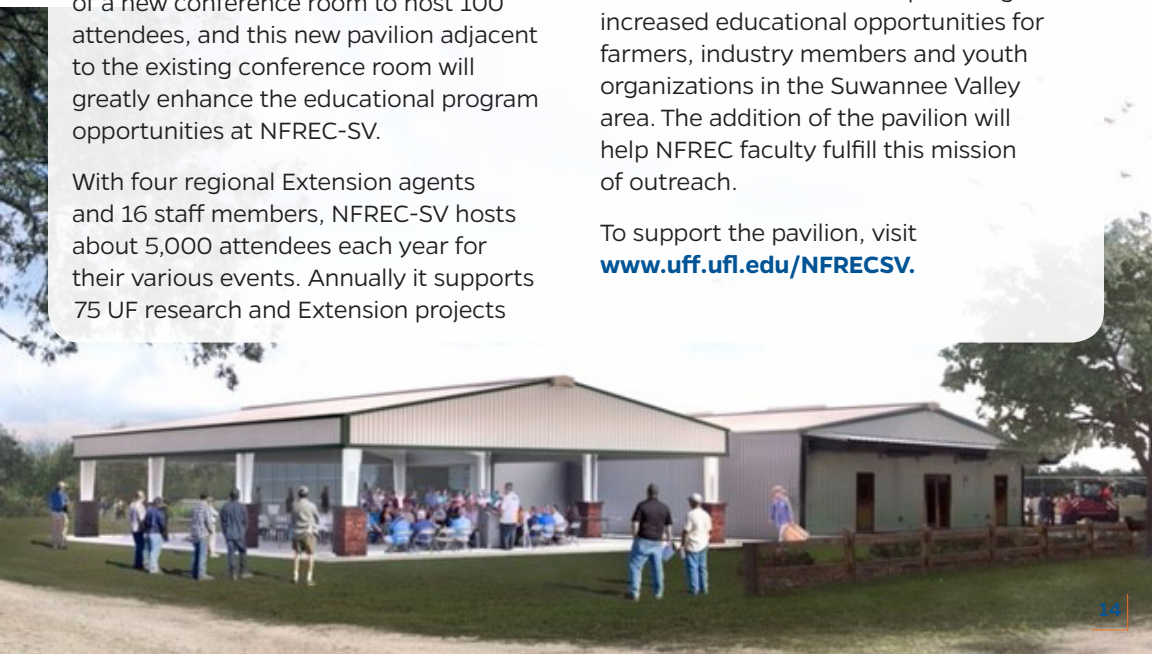 of a new conference room to host 100
attendees, and this new pavilion adjacent
to the existing conference room will
greatly enhance the educational program
opportunities at NFREC-SV.
With four regional Extension agents
and 16 staff members, NFREC-SV hosts
about 5,000 attendees each year for
their various events. Annually it supports
75 UF research and Extension projects
increased educational opportunities for
farmers, industry members and youth
organizations in the Suwannee Valley
area. The addition of the pavilion will
help NFREC faculty fulfill this mission
of outreach.
To support the pavilion, visit
www.uff.ufl.edu/NFRECSV.
14